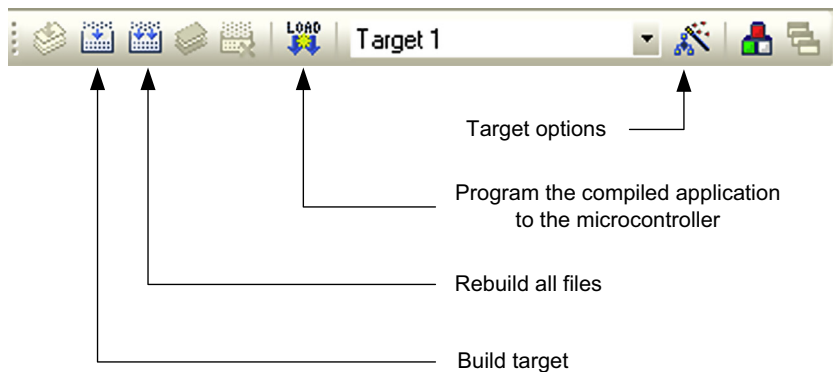 LOAD
Target 1
Target options
Program the compiled application
to the microcontroller
Rebuild all files
Build target